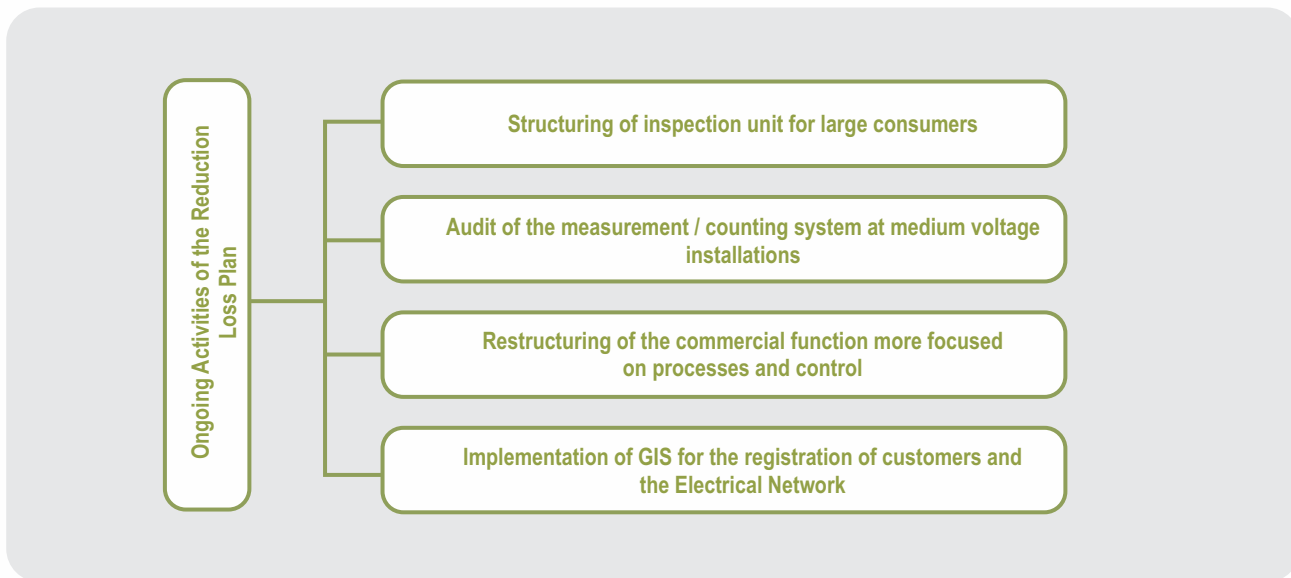 Ongoing Activities of the Reduction
Loss Plan
Structuring of inspection unit for large consumers
Audit of the measurement / counting system at medium voltage
installations
Restructuring of the commercial function more focused
on processes and control
Implementation of GIS for the registration of customers and
the Electrical Network